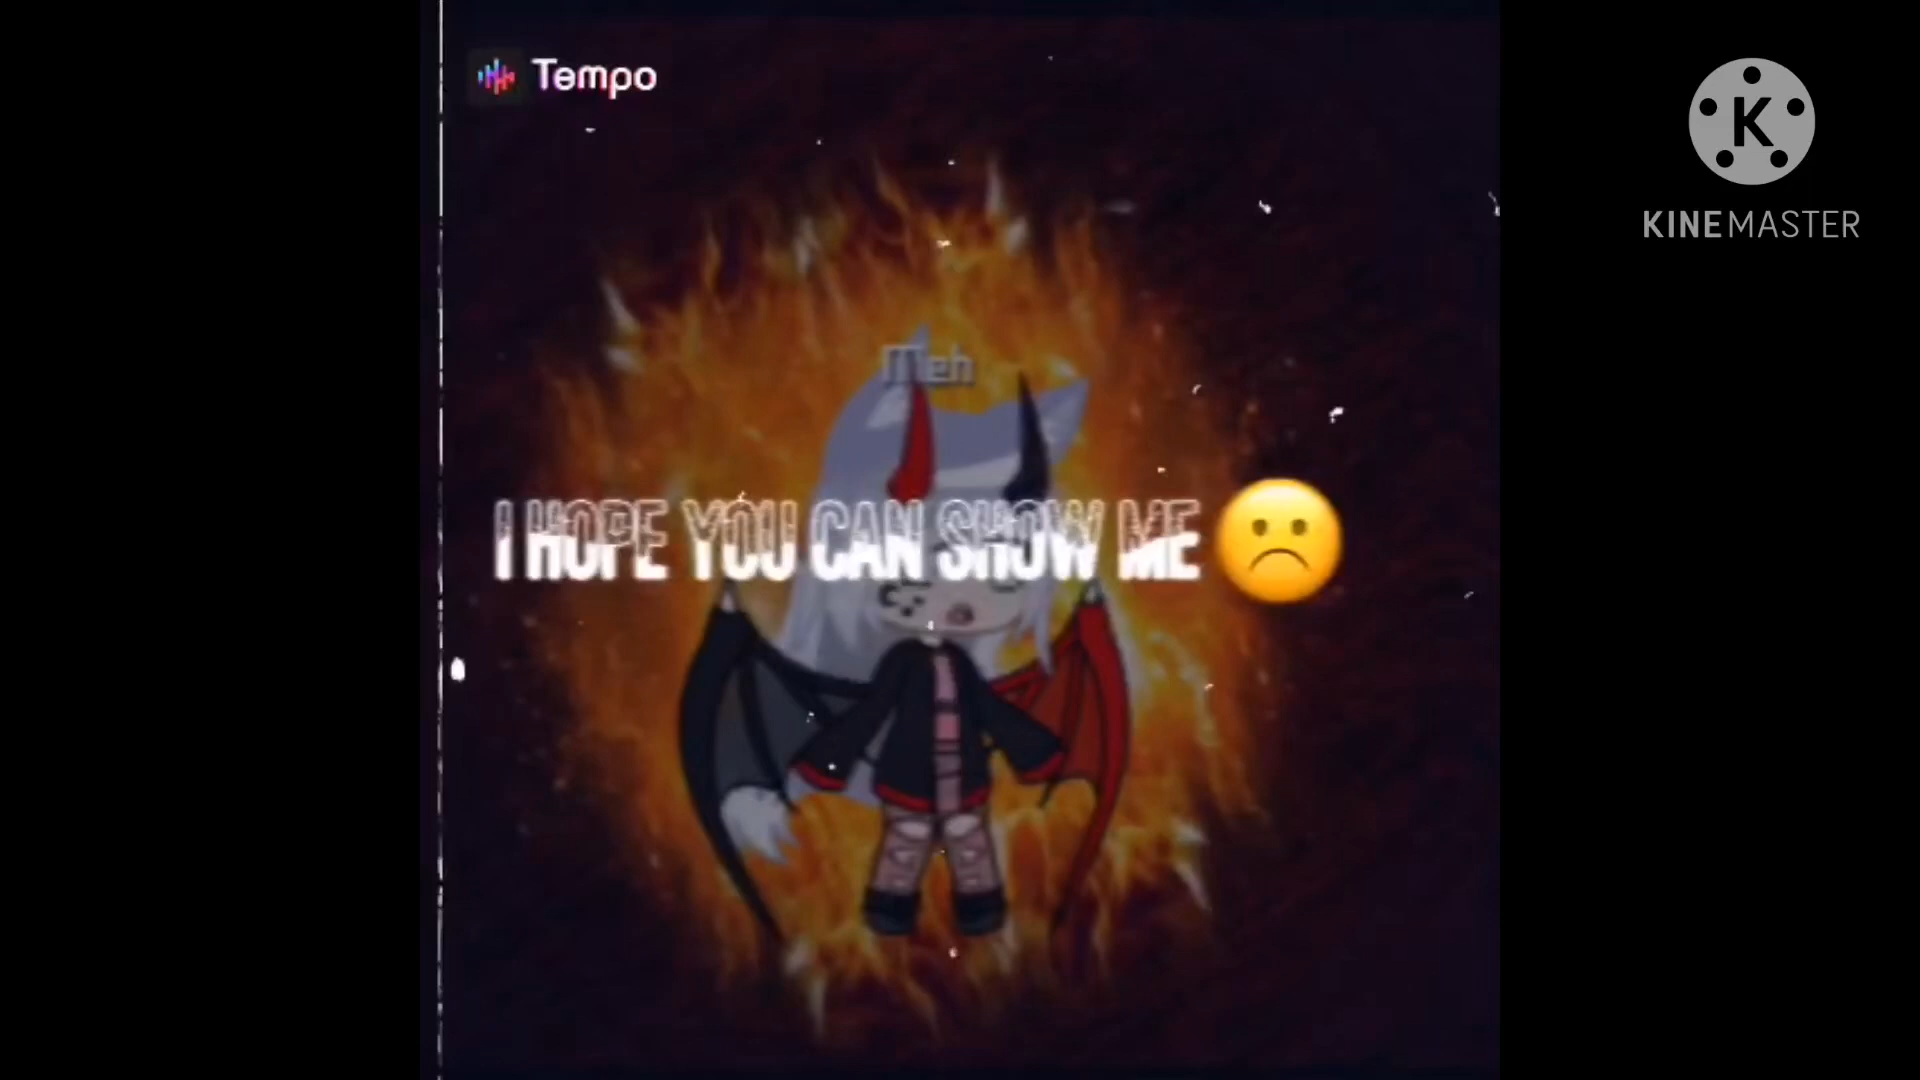 Tempo
K
KINEMASTER
Meh
I HOPE YOU CAN SHOW ME ☹️